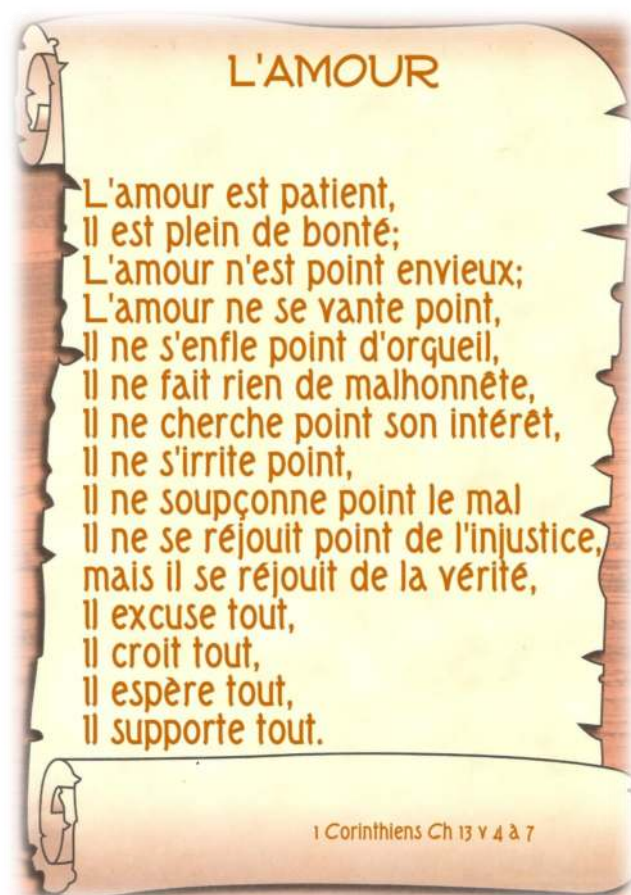 L'AMOUR
L'amour est patient,
Il est plein de bonté;
L'amour n'est point envieux;
L'amour ne se vante point,
Il ne s'enfle point d'orgueil,
Il ne fait rien de malhonnête,
Il ne cherche point son intérêt,
Il ne s'irrite point,
Il ne soupçonne point le mal
Il ne se réjouit point de l'injustice,
mais il se réjouit de la vérité,
Il excuse tout,
Il croit tout,
Il espère tout,
Il supporte tout.
1 Corinthiens Ch 13 v 4 à 7